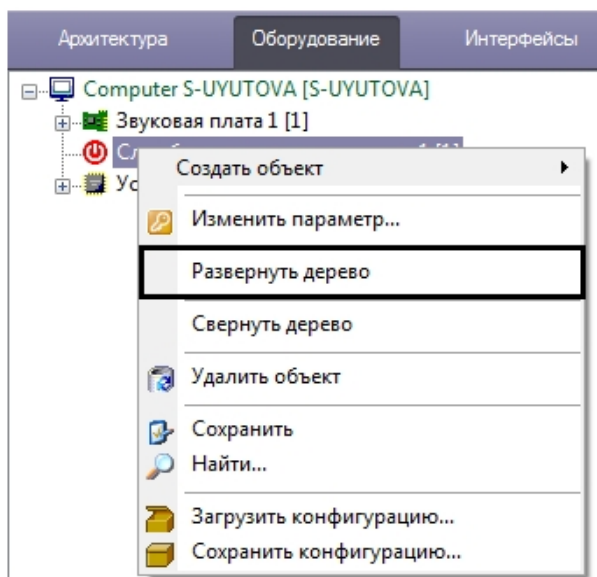 Архитектура Оборудование Интерфейсы
Computer S-UYUTOVA [S-UYUTOVA]
Звуковая плата 1 [1]
Создать объект
Изменить параметр...
Развернуть дерево
Свернуть дерево
Удалить объект
Сохранить
Найти...
Загрузить конфигурацию...
Сохранить конфигурацию...